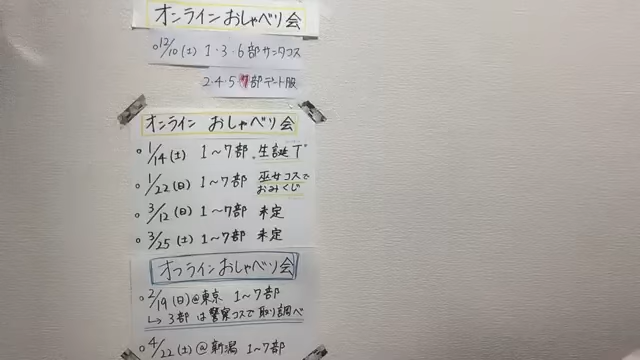 オンラインおしゃべり会
○12/10(土) 1・3・6部サンタコス
2・4・5・7部デート服
オンライン おしゃべり会
○1/14(土) 1〜7部 。生誕T
○1/22(日) 1〜7部 巫女コスで
おみくじ
○3/12(日) 1〜7部 未定
○3/25(土) 1〜7部 未定
オフラインおしゃべり会
○2/19(日)@東京 1〜7部
↳3部は警察コスで取り調べ
○4/22(土)@新潟 1〜7部